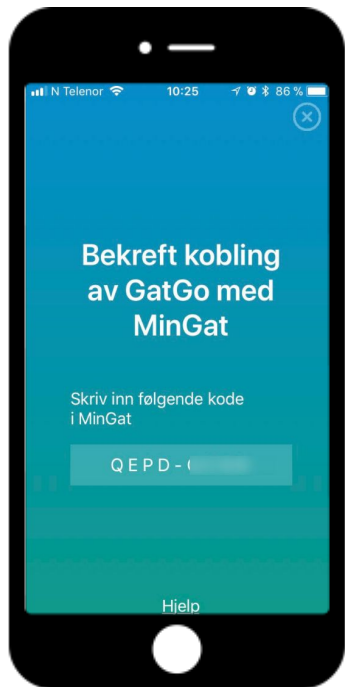 N Telenor 10:25 86 %
Bekreft kobling
av GatGo med
MinGat
Skriv inn følgende kode
i MinGat
QEPD-
Hjelp